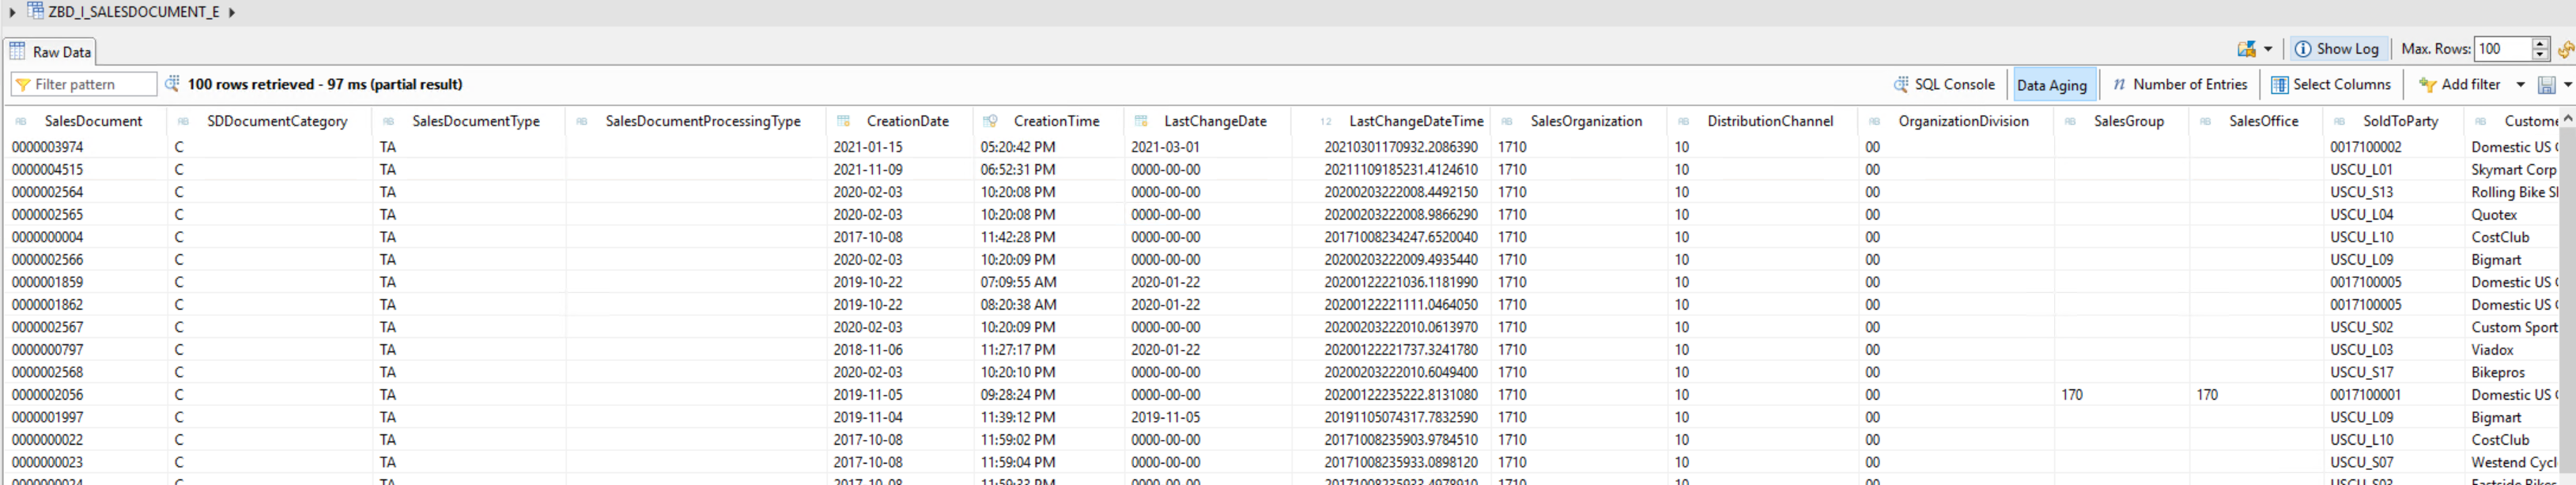 ZBD_I_SALESDOCUMENT_E
Raw Data Show Log Max. Rows: 100
Filter pattern 100 rows retrieved - 97 ms (partial result) SQL Console Data Aging n Number of Entries Select Columns Add filter
SalesDocument SDDocumentCategory SalesDocumentType SalesDocumentProcessingType CreationDate CreationTime LastChangeDate 12 LastChangeDateTime SalesOrganization DistributionChannel OrganizationDivision SalesGroup SalesOffice SoldToParty Custome
0000003974 C TA 2021-01-15 05:20:42 PM 2021-03-01 20210301170932.2086390 1710 10 00 0017100002 Domestic US
0000004515 C TA 2021-11-09 06:52:31 PM 0000-00-00 20211109185231.4124610 1710 10 00 USCU_L01 Skymart Corp
0000002564 C TA 2020-02-03 10:20:08 PM 0000-00-00 20200203222008.4492150 1710 10 00 USCU_S13 Rolling Bike
0000002565 C TA 2020-02-03 10:20:08 PM 0000-00-00 20200203222008.9866290 1710 10 00 USCU_L04 Quotex
0000000004 C TA 2017-10-08 11:42:28 PM 0000-00-00 20171008234247.6520040 1710 10 00 USCU_L10 CostClub
0000002566 C TA 2020-02-03 10:20:09 PM 0000-00-00 20200203222009.4935440 1710 10 00 USCU_L09 Bigmart
0000001859 C TA 2019-10-22 07:09:55 AM 2020-01-22 20200122221036.1181990 1710 10 00 0017100005 Domestic US
0000001862 C TA 2019-10-22 08:20:38 AM 2020-01-22 20200122221111.0464050 1710 10 00 0017100005 Domestic US
0000002567 C TA 2020-02-03 10:20:09 PM 0000-00-00 20200203222010.0613970 1710 10 00 USCU_S02 Custom Sport
0000000797 C TA 2018-11-06 11:27:17 PM 2020-01-22 20200122221737.3241780 1710 10 00 USCU_L03 Viadox
0000002568 C TA 2020-02-03 10:20:10 PM 0000-00-00 20200203222010.6049400 1710 10 00 USCU_S17 Bikepros
0000002056 C TA 2019-11-05 09:28:24 PM 0000-00-00 20200122235222.8131080 1710 10 00 170 170 0017100001 Domestic US
0000001997 C TA 2019-11-04 11:39:12 PM 2019-11-05 20191105074317.7832590 1710 10 00 USCU_L09 Bigmart
0000000022 C TA 2017-10-08 11:59:02 PM 0000-00-00 20171008235903.9784510 1710 10 00 USCU_L10 CostClub
0000000023 C TA 2017-10-08 11:59:04 PM 0000-00-00 20171008235933.0898120 1710 10 00 USCU_S07 Westend Cycl